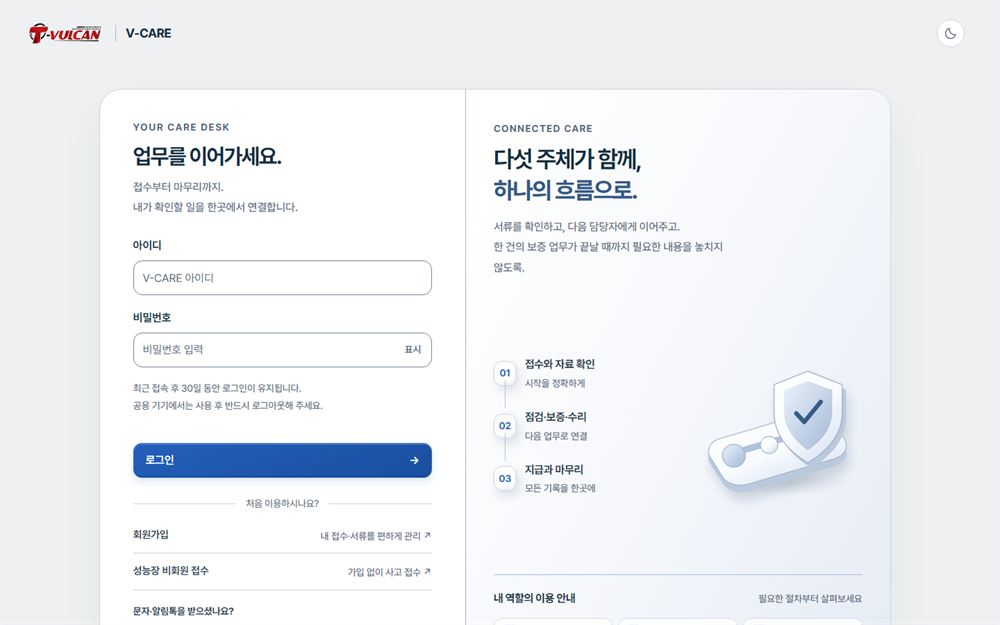 T-VULCAN
V-CARE
YOUR CARE DESK
업무를 이어가세요.
접수부터 마무리까지.
내가 확인할 일을 한곳에서 연결합니다.
아이디
V-CARE 아이디
비밀번호
비밀번호 입력
표시
최근 접속 후 30일 동안 로그인이 유지됩니다.
공용 기기에서는 사용 후 반드시 로그아웃해 주세요.
로그인
처음 이용하시나요?
회원가입
내 접수·서류를 편하게 관리
성능장 비회원 접수
가입 없이 사고 접수
문자·알림톡을 받으셨나요?
CONNECTED CARE
다섯 주체가 함께,
하나의 흐름으로.
서류를 확인하고, 다음 담당자에게 이어주고.
한 건의 보증 업무가 끝날 때까지 필요한 내용을 놓치지
않도록.
01
접수와 자료 확인
시작을 정확하게
02
점검·보증·수리
다음 업무로 연결
03
지급과 마무리
모든 기록을 한곳에
내 역할의 이용 안내
필요한 절차부터 살펴보세요